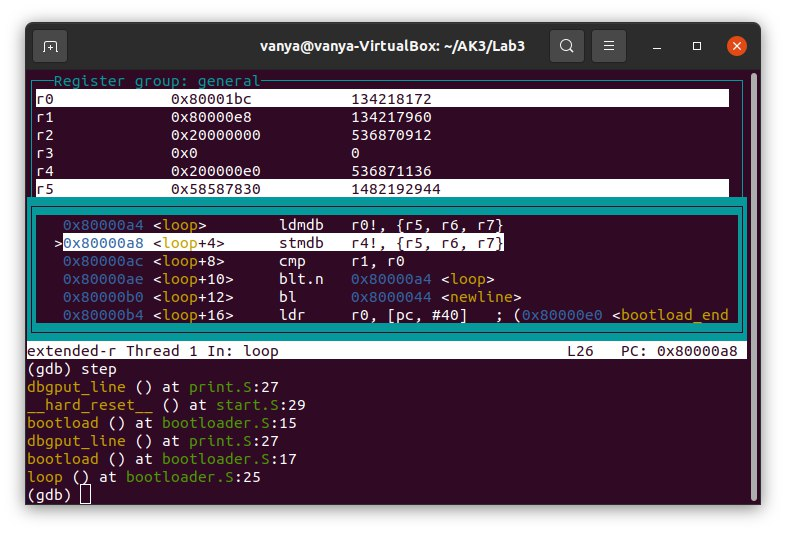 vanya@vanya-VirtualBox: ~/AK3/Lab3
Register group: general
r0 0x80001bc 134218172
r1 0x80000e8 134217960
r2 0x20000000 536870912
r3 0x0 0
r4 0x200000e0 536871136
r5 0x58587830 1482192944
0x80000a4 <loop> ldmdb r0!, {r5, r6, r7}
>0x80000a8 <loop+4> stmdb r4!, {r5, r6, r7}
0x80000ac <loop+8> cmp r1, r0
0x80000ae <loop+10> blt.n 0x80000a4 <loop>
0x80000b0 <loop+12> bl 0x8000044 <newline>
0x80000b4 <loop+16> ldr r0, [pc, #40] ; (0x80000e0 <bootload_end
extended-r Thread 1 In: loop L26 PC: 0x80000a8
(gdb) step
dbgput_line () at print.S:27
__hard_reset__ () at start.S:29
bootload () at bootloader.S:15
dbgput_line () at print.S:27
bootload () at bootloader.S:17
loop () at bootloader.S:25
(gdb)